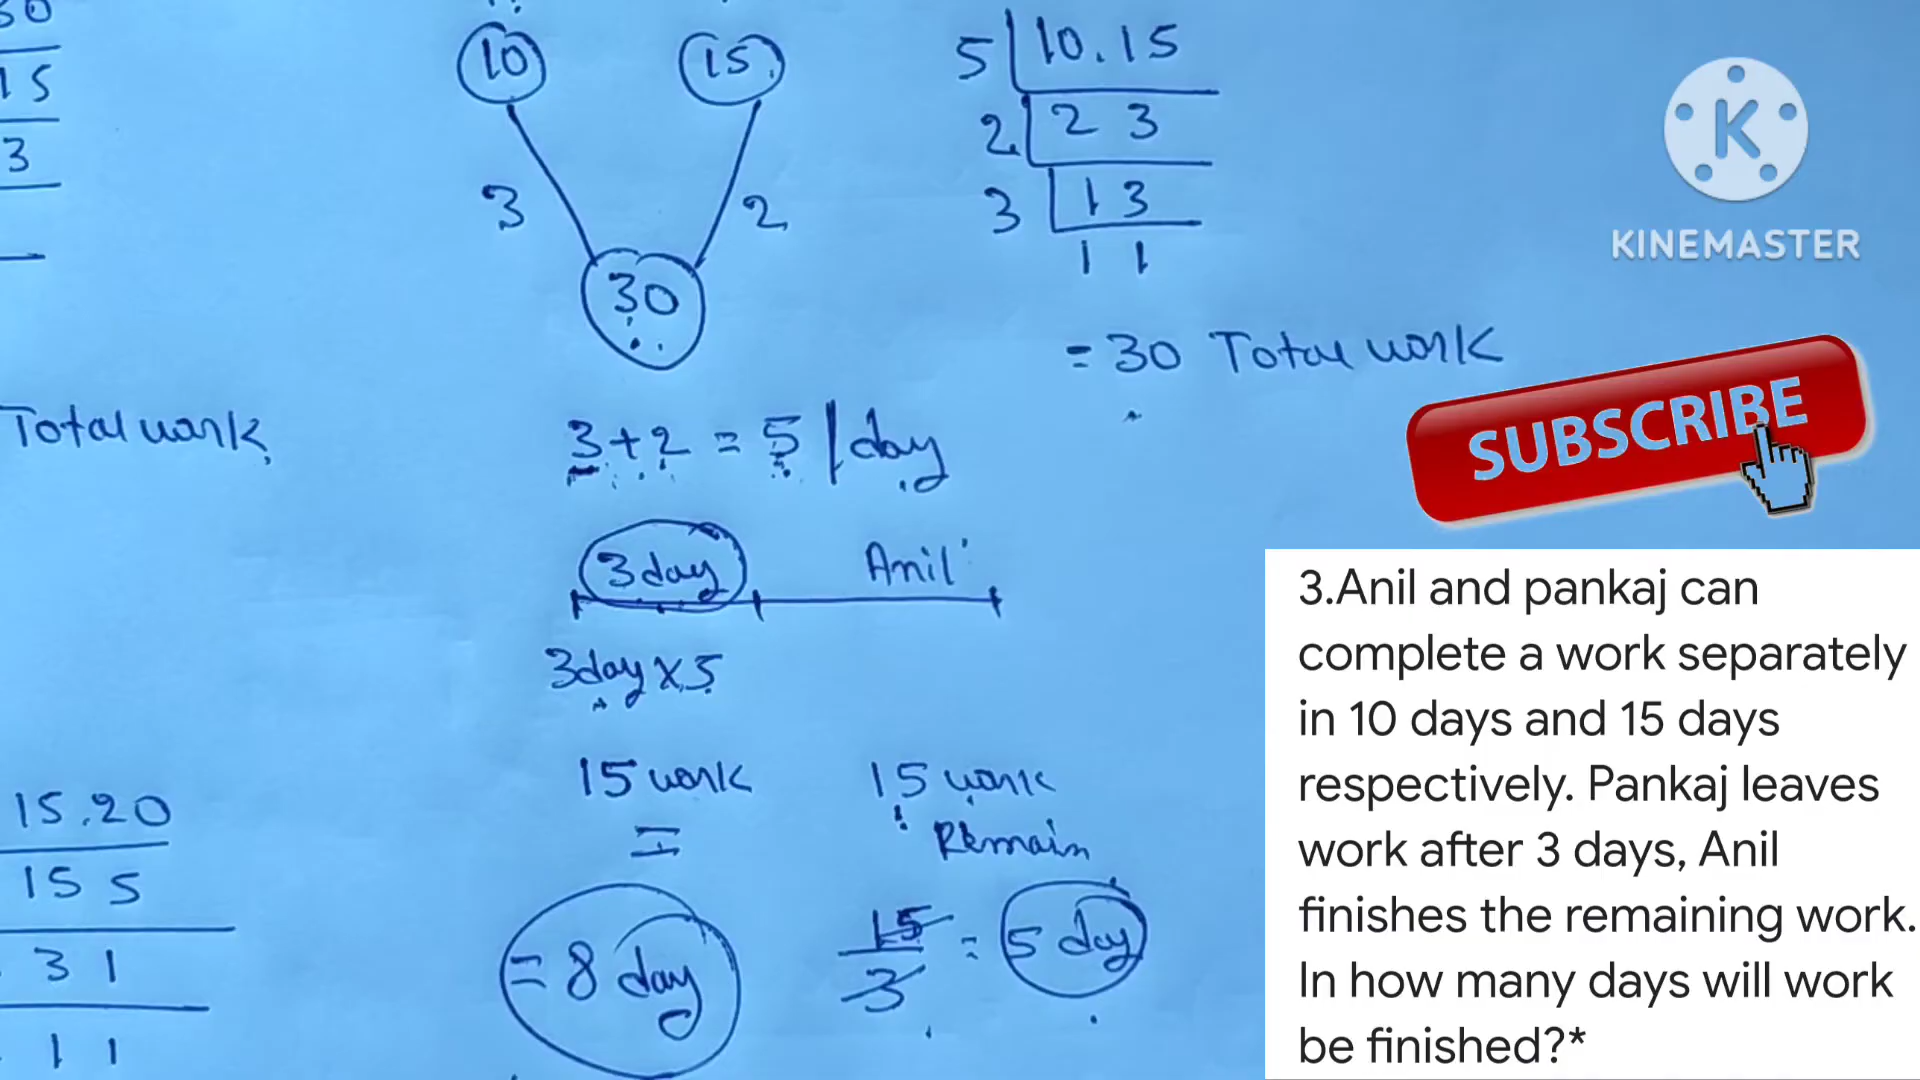 30
15
3
Total work
15.20
15 5
3 1
1 1
10 15
3 2
30
3+2 = 5/day
3day Anil
3day x 5
15 work 15 work
Remain
= 8 day 15/3 = 5 day
5 10.15
2 2 3
3 1 3
1 1
= 30 Total work
K
KINEMASTER
SUBSCRIBE
3.Anil and pankaj can
complete a work separately
in 10 days and 15 days
respectively. Pankaj leaves
work after 3 days, Anil
finishes the remaining work.
In how many days will work
be finished?*